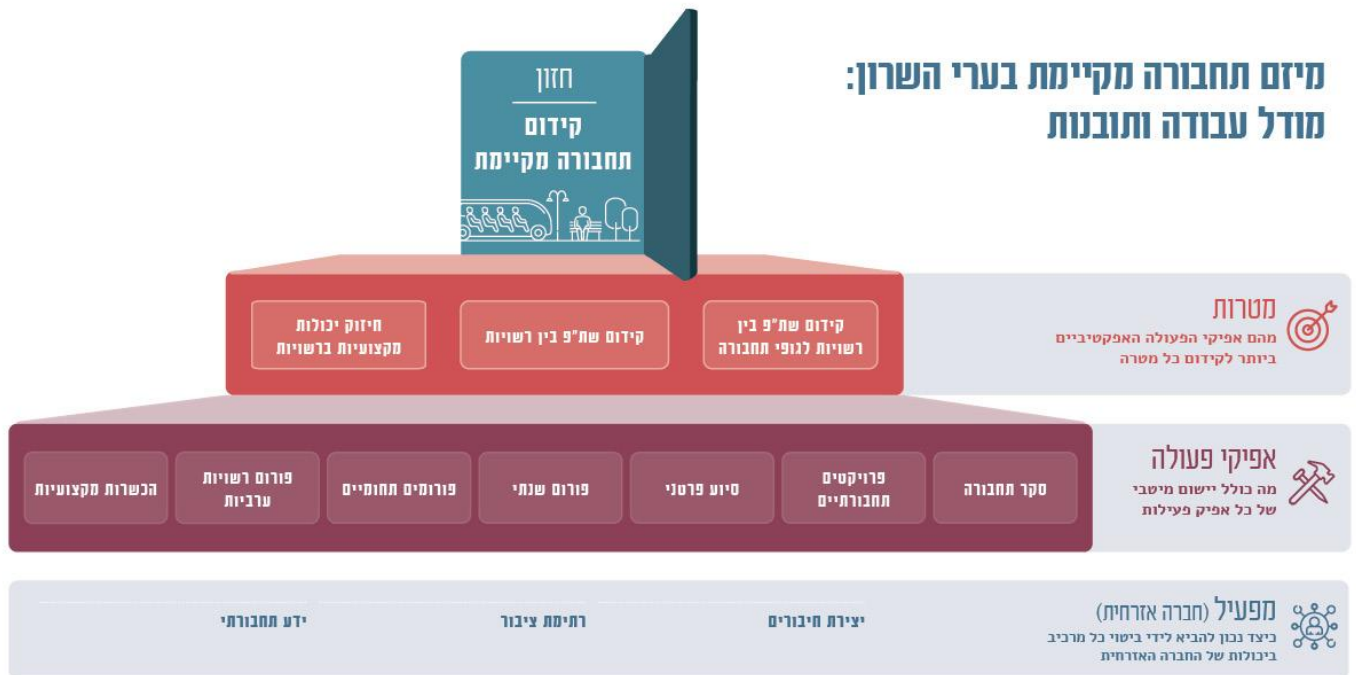 מיזם תחבורה מקיימת בערי השרון:
מודל עבודה ותובנות
חזון
קידום
תחבורה מקיימת
מטרות
מהם אפיקי הפעולה האפקטיביים
ביותר לקידום כל מטרה
קידום שת"פ בין
רשויות לגופי תחבורה
קידום שת"פ בין רשויות
חיזוק יכולות
מקצועיות ברשויות
אפיקי פעולה
מה כולל יישום מיטבי
של כל אפיק פעילות
סקר תחבורה
פרויקטים
תחבורתיים
סיוע פרטני
פורום שנתי
פורומים תחומיים
פורום רשויות
ערביות
הכשרות מקצועיות
מפעיל (חברה אזרחית)
כיצד נכון להביא לידי ביטוי כל מרכיב
ביכולות של החברה האזרחית
יצירת חיבורים
רתימת ציבור
ידע תחבורתי